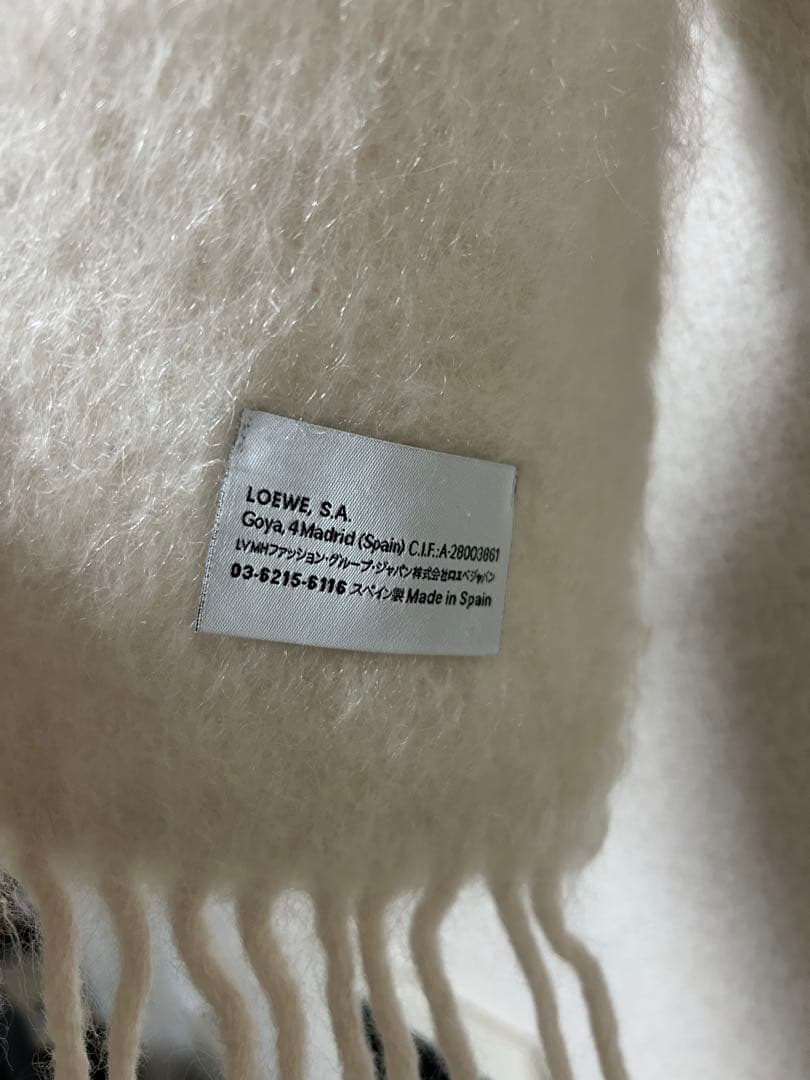 LOEWE, S.A.
Goya, 4 Madrid (Spain) C.I.F.:A-28003861
LVMHファッション・グループ・ジャパン株式会社ロエベジャパン
03-6215-6116 スペイン製 Made in Spain